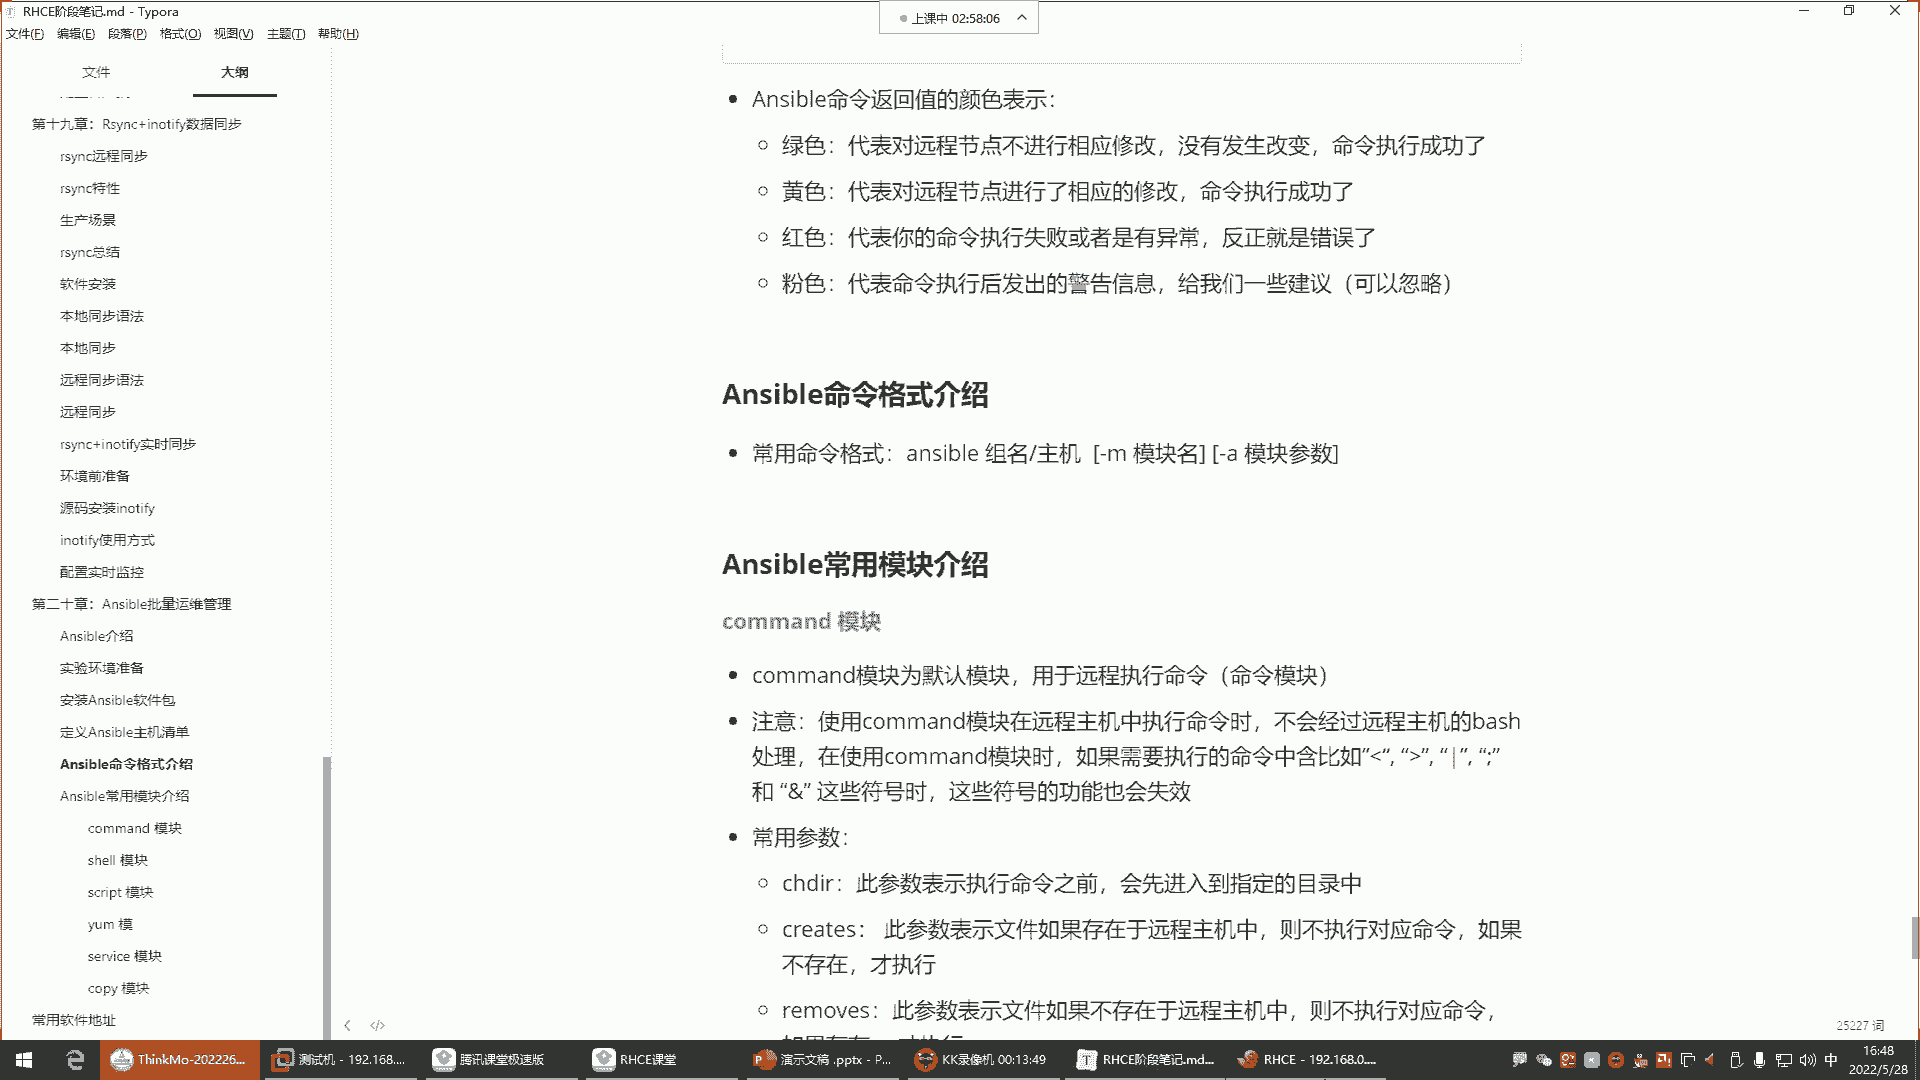 RHCE阶段笔记.md - Typora
上课中 02:58:06
文件(F) 编辑(E) 段落(P) 格式(O) 视图(V) 主题(T) 帮助(H)
文件 大纲
第十九章：Rsync+inotify数据同步
rsync远程同步
rsync特性
生产场景
rsync总结
软件安装
本地同步语法
本地同步
远程同步语法
远程同步
rsync+inotify实时同步
环境前准备
源码安装inotify
inotify使用方式
配置实时监控
第二十章：Ansible批量运维管理
Ansible介绍
实验环境准备
安装Ansible软件包
定义Ansible主机清单
Ansible命令格式介绍
Ansible常用模块介绍
command 模块
shell 模块
script 模块
yum 模
service 模块
copy 模块
常用软件地址
Ansible命令返回值的颜色表示：
绿色：代表对远程节点不进行相应修改，没有发生改变，命令执行成功了
黄色：代表对远程节点进行了相应的修改，命令执行成功了
红色：代表你的命令执行失败或者是有异常，反正就是错误了
粉色：代表命令执行后发出的警告信息，给我们一些建议（可以忽略）
Ansible命令格式介绍
常用命令格式：ansible 组名/主机 [-m 模块名] [-a 模块参数]
Ansible常用模块介绍
command 模块
command模块为默认模块，用于远程执行命令（命令模块）
注意：使用command模块在远程主机中执行命令时，不会经过远程主机的bash
处理，在使用command模块时，如果需要执行的命令中含比如”<“, “>”, “|”, “;”
和 “&” 这些符号时，这些符号的功能也会失效
常用参数：
chdir：此参数表示执行命令之前，会先进入到指定的目录中
creates： 此参数表示文件如果存在于远程主机中，则不执行对应命令，如果
不存在，才执行
removes：此参数表示文件如果不存在于远程主机中，则不执行对应命令，
25227 词
ThinkMo-202226...
测试机 - 192.168....
腾讯课堂极速版
RHCE课堂
演示文稿 .pptx - P...
KK录像机 00:13:49
RHCE阶段笔记.md...
RHCE - 192.168.0....
中
16:48
2022/5/28